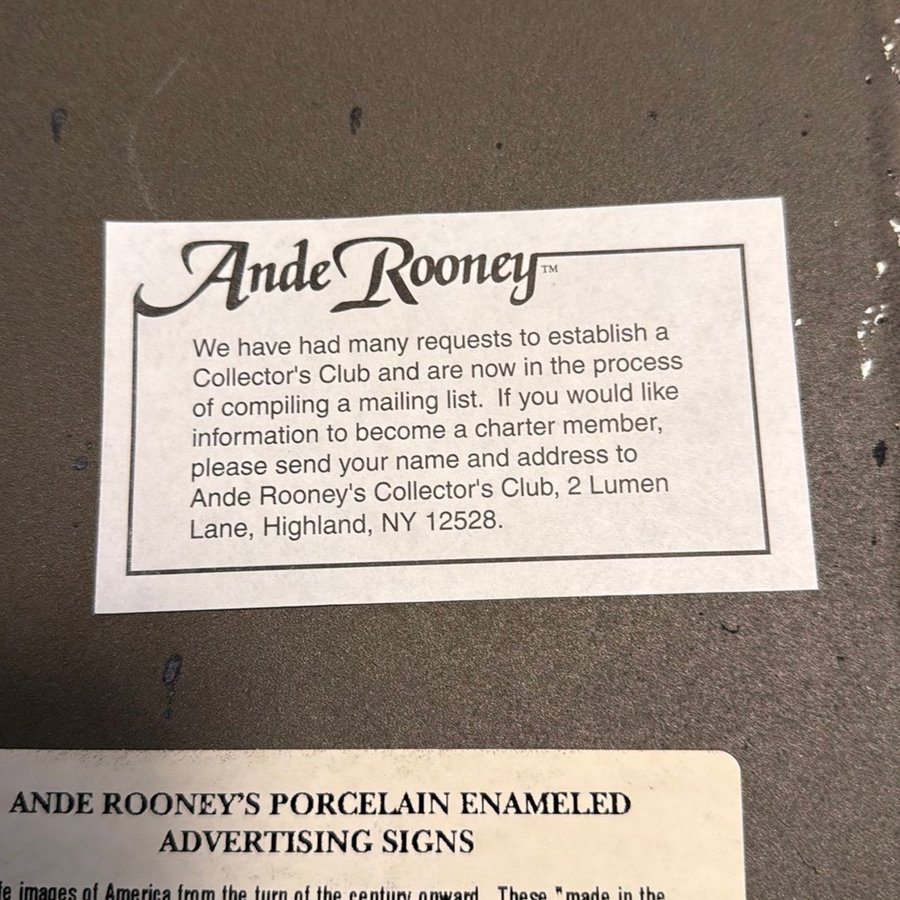 Ande Rooney™
We have had many requests to establish a
Collector's Club and are now in the process
of compiling a mailing list. If you would like
information to become a charter member,
please send your name and address to
Ande Rooney's Collector's Club, 2 Lumen
Lane, Highland, NY 12528.
ANDE ROONEY'S PORCELAIN ENAMELED
ADVERTISING SIGNS
images of America from the turn of the century onward. These "made in the